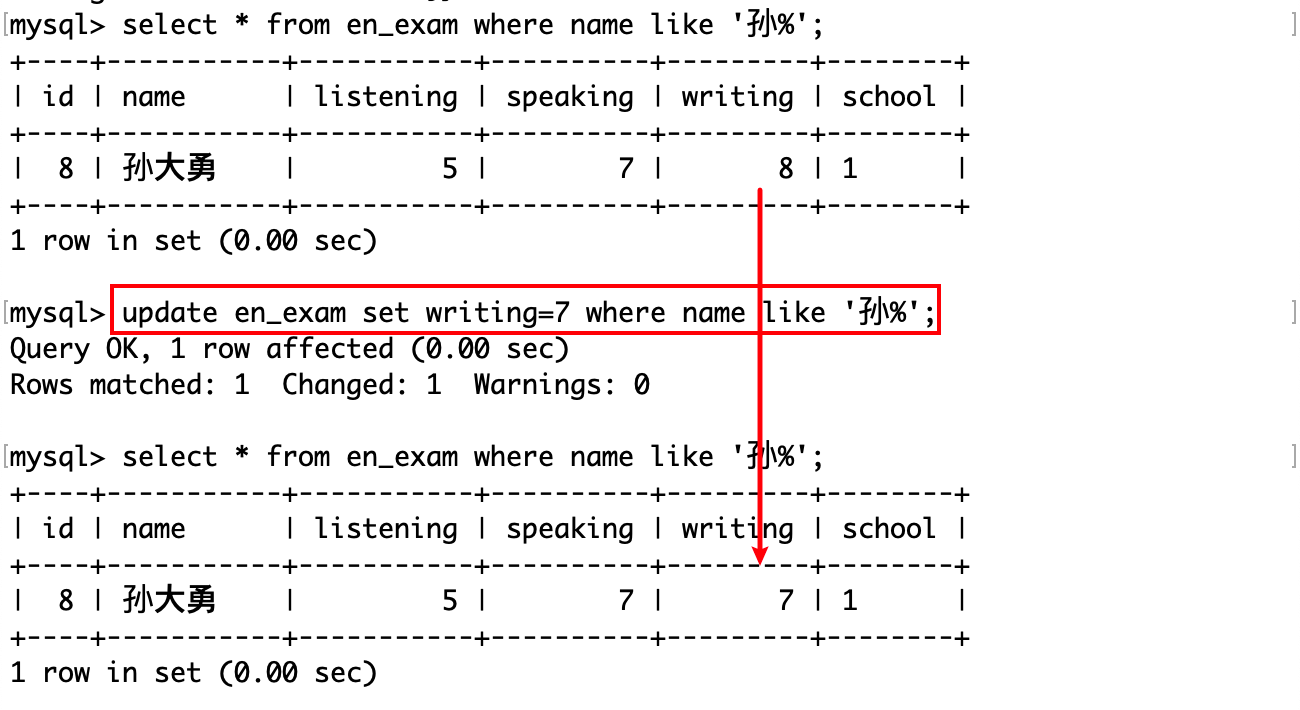 mysql> select * from en_exam where name like '孙%';
+----+-----------+-----------+----------+---------+--------+
| id | name      | listening | speaking | writing | school |
+----+-----------+-----------+----------+---------+--------+
|  8 | 孙大勇    |         5 |        7 |       8 | 1      |
+----+-----------+-----------+----------+---------+--------+
1 row in set (0.00 sec)
mysql> update en_exam set writing=7 where name like '孙%';
Query OK, 1 row affected (0.00 sec)
Rows matched: 1  Changed: 1  Warnings: 0
mysql> select * from en_exam where name like '孙%';
+----+-----------+-----------+----------+---------+--------+
| id | name      | listening | speaking | writing | school |
+----+-----------+-----------+----------+---------+--------+
|  8 | 孙大勇    |         5 |        7 |       7 | 1      |
+----+-----------+-----------+----------+---------+--------+
1 row in set (0.00 sec)